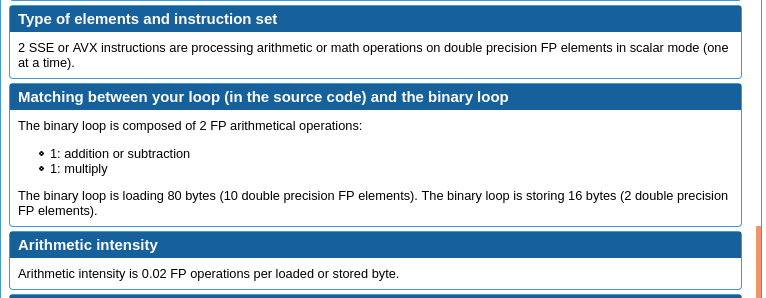 Type of elements and instruction set
2 SSE or AVX instructions are processing arithmetic or math operations on double precision FP elements in scalar mode (one
at a time).
Matching between your loop (in the source code) and the binary loop
The binary loop is composed of 2 FP arithmetical operations:
1: addition or subtraction
1: multiply
The binary loop is loading 80 bytes (10 double precision FP elements). The binary loop is storing 16 bytes (2 double precision
FP elements).
Arithmetic intensity
Arithmetic intensity is 0.02 FP operations per loaded or stored byte.